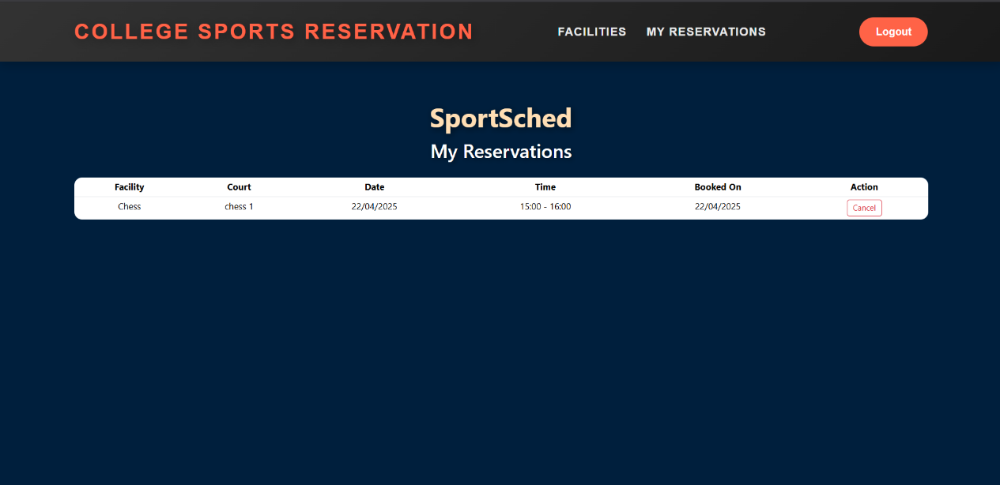 COLLEGE SPORTS RESERVATION FACILITIES MY RESERVATIONS Logout
SportSched
My Reservations
Facility Court Date Time Booked On Action
Chess chess 1 22/04/2025 15:00 - 16:00 22/04/2025 Cancel